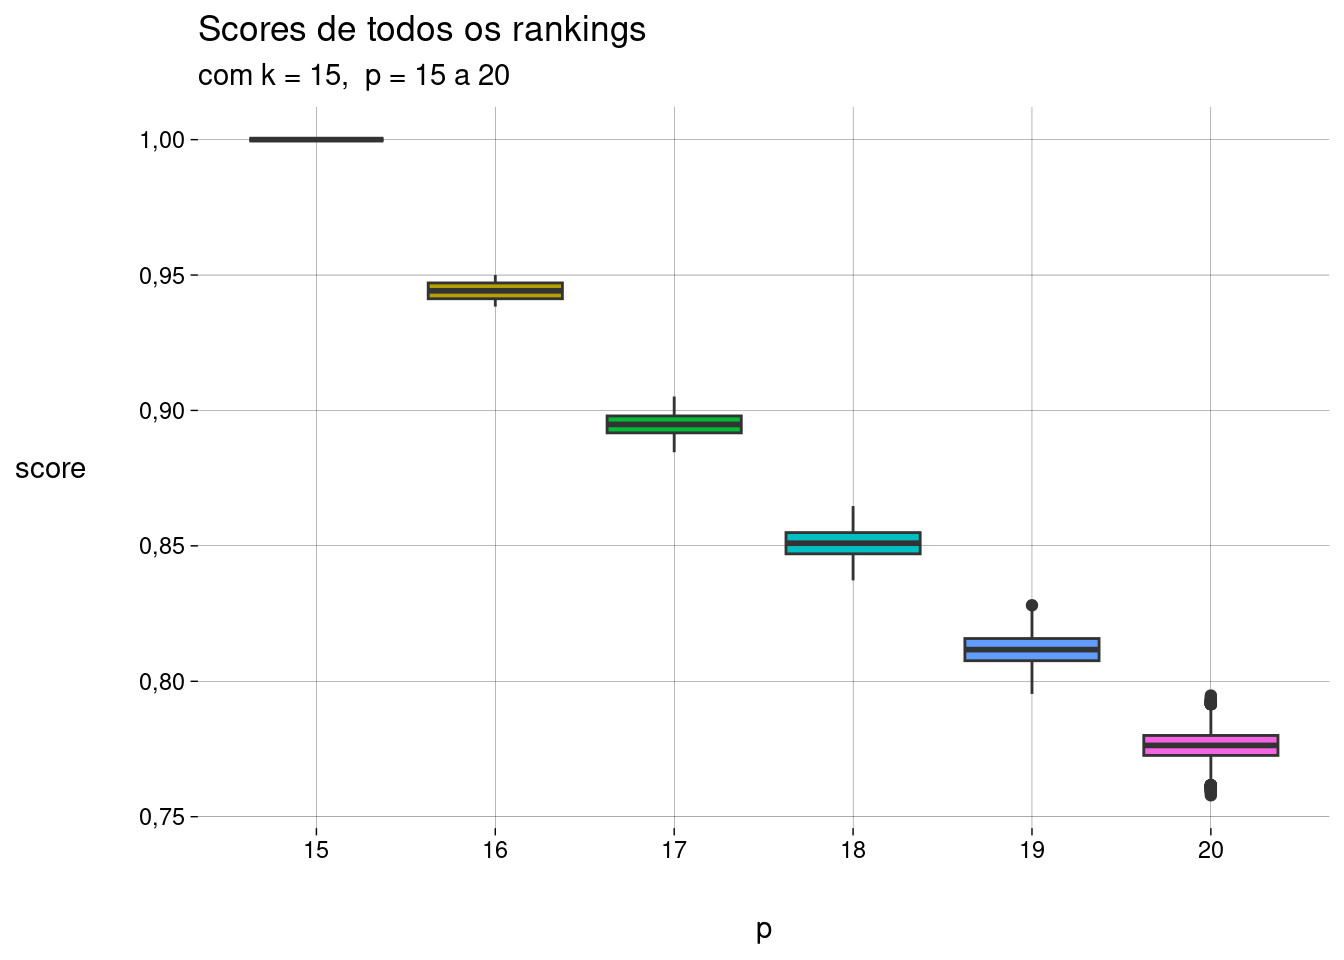 Scores de todos os rankings
com k = 15,  p = 15 a 20
1,00
0,95
0,90
score
0,85
0,80
0,75
15 16 17 18 19 20
p